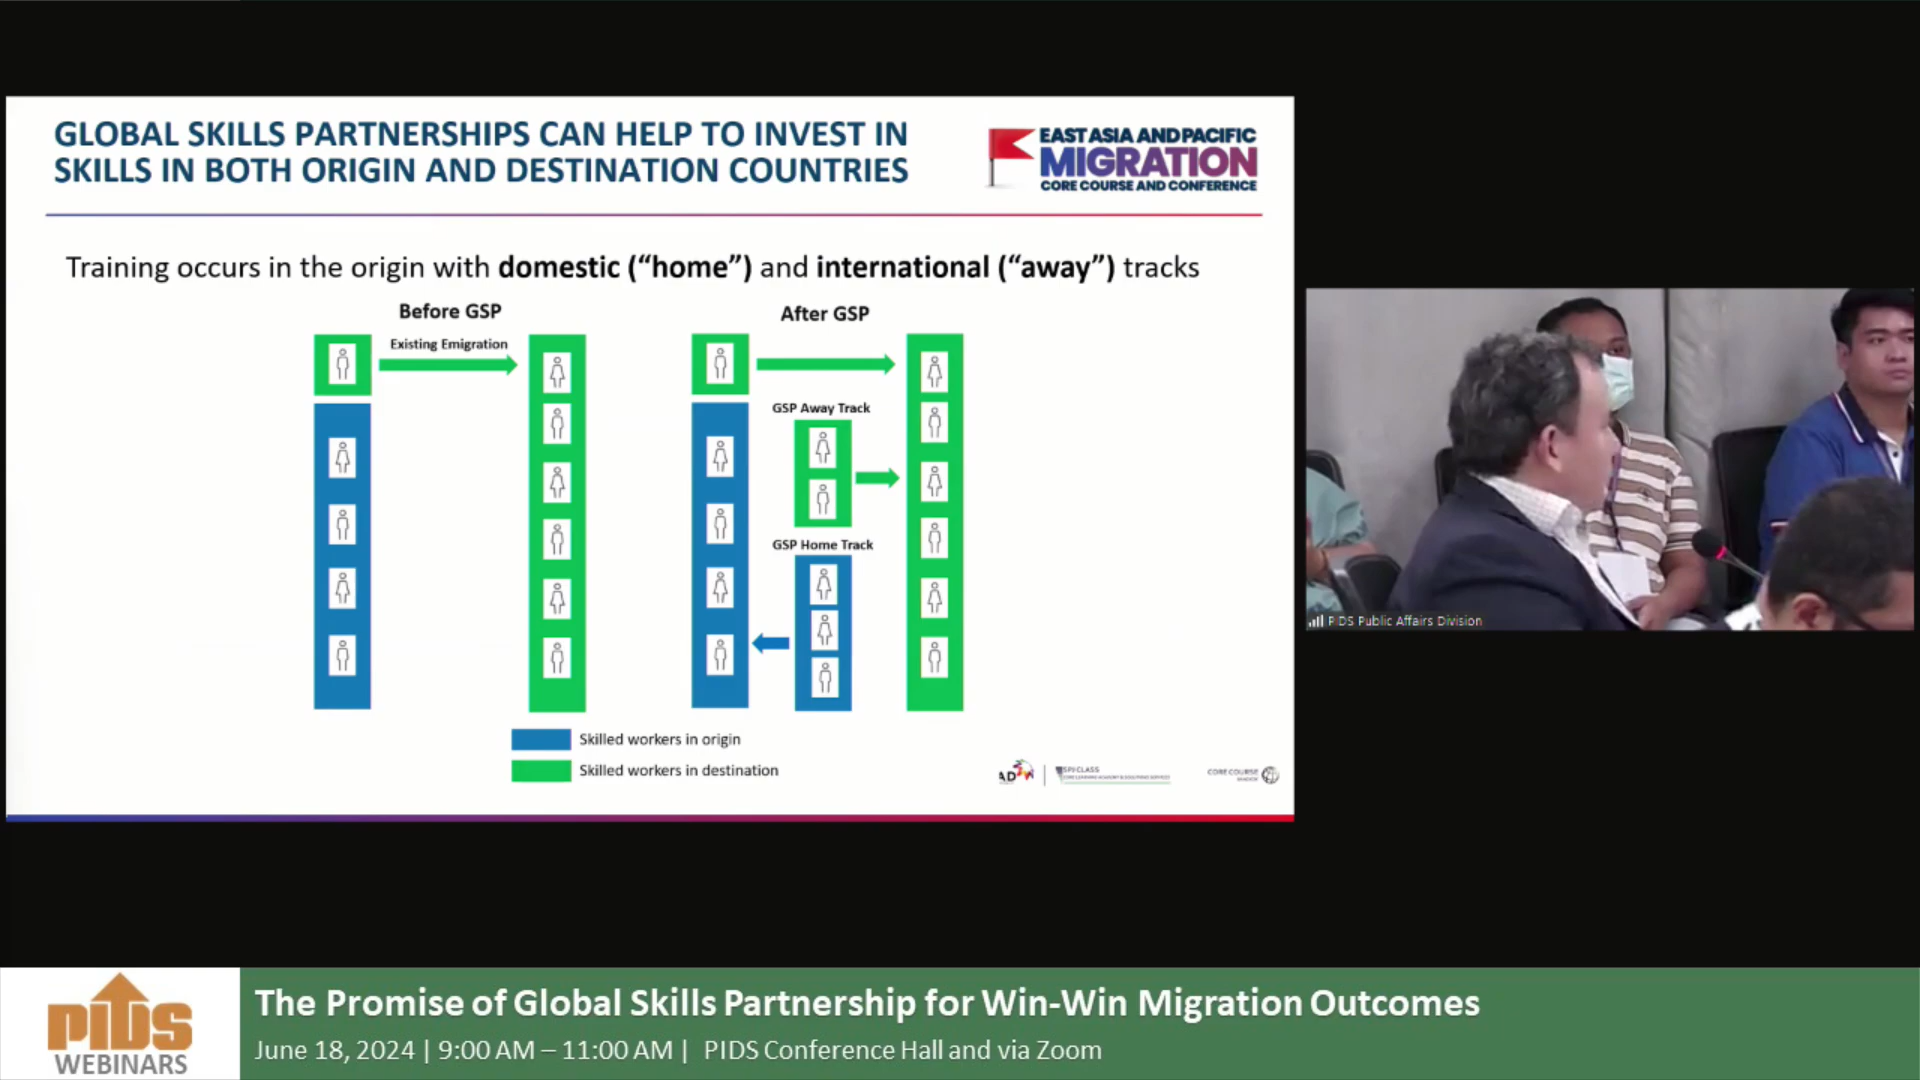 GLOBAL SKILLS PARTNERSHIPS CAN HELP TO INVEST IN
SKILLS IN BOTH ORIGIN AND DESTINATION COUNTRIES
EAST ASIA AND PACIFIC
MIGRATION
CORE COURSE AND CONFERENCE
Training occurs in the origin with domestic (“home”) and international (“away”) tracks
Before GSP
Existing Emigration
After GSP
GSP Away Track
GSP Home Track
Skilled workers in origin
Skilled workers in destination
CORE COURSE
PIDS Public Affairs Division
PIDS
WEBINARS
The Promise of Global Skills Partnership for Win-Win Migration Outcomes
June 18, 2024 | 9:00 AM – 11:00 AM | PIDS Conference Hall and via Zoom